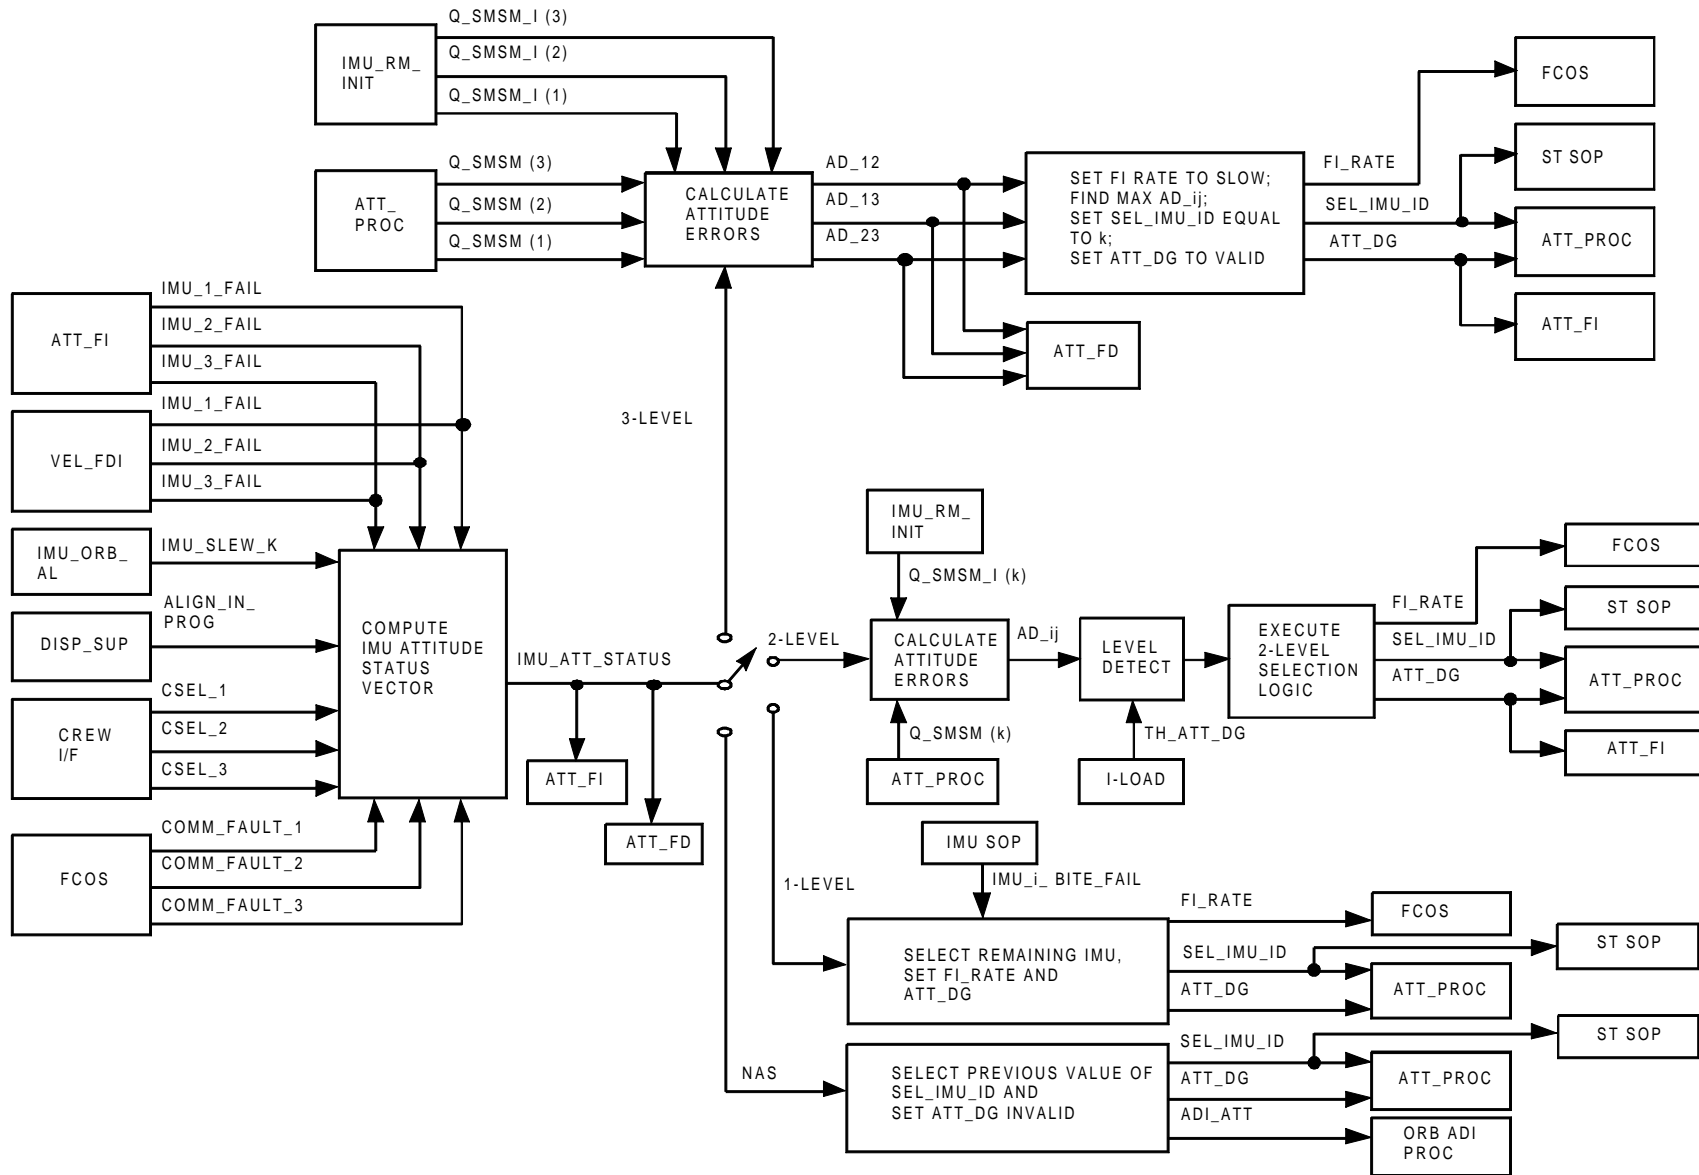 Q_SMSM_I (3)
IMU_RM_
INIT
Q_SMSM_I (2)
Q_SMSM_I (1)
ATT_
PROC
Q_SMSM (3)
Q_SMSM (2)
Q_SMSM (1)
CALCULATE
ATTITUDE
ERRORS
AD_12
AD_13
AD_23
SET FI RATE TO SLOW;
FIND MAX AD_ij;
SET SEL_IMU_ID EQUAL
TO k;
SET ATT_DG TO VALID
FI_RATE
SEL_IMU_ID
ATT_DG
FCOS
ST SOP
ATT_PROC
ATT_FI
ATT_FD
ATT_FI
IMU_1_FAIL
IMU_2_FAIL
IMU_3_FAIL
VEL_FDI
IMU_1_FAIL
IMU_2_FAIL
IMU_3_FAIL
IMU_ORB_
AL
IMU_SLEW_K
DISP_SUP
ALIGN_IN_
PROG
CREW
I/F
CSEL_1
CSEL_2
CSEL_3
FCOS
COMM_FAULT_1
COMM_FAULT_2
COMM_FAULT_3
COMPUTE
IMU ATTITUDE
STATUS
VECTOR
IMU_ATT_STATUS
ATT_FI
ATT_FD
3-LEVEL
2-LEVEL
1-LEVEL
NAS
IMU_RM_
INIT
Q_SMSM_I (k)
CALCULATE
ATTITUDE
ERRORS
Q_SMSM (k)
ATT_PROC
AD_ij
LEVEL
DETECT
TH_ATT_DG
I-LOAD
EXECUTE
2-LEVEL
SELECTION
LOGIC
FI_RATE
SEL_IMU_ID
ATT_DG
FCOS
ST SOP
ATT_PROC
ATT_FI
IMU SOP
IMU_i_ BITE_FAIL
SELECT REMAINING IMU,
SET FI_RATE AND
ATT_DG
FI_RATE
SEL_IMU_ID
ATT_DG
FCOS
ST SOP
ATT_PROC
SELECT PREVIOUS VALUE OF
SEL_IMU_ID AND
SET ATT_DG INVALID
SEL_IMU_ID
ATT_DG
ADI_ATT
ST SOP
ATT_PROC
ORB ADI
PROC